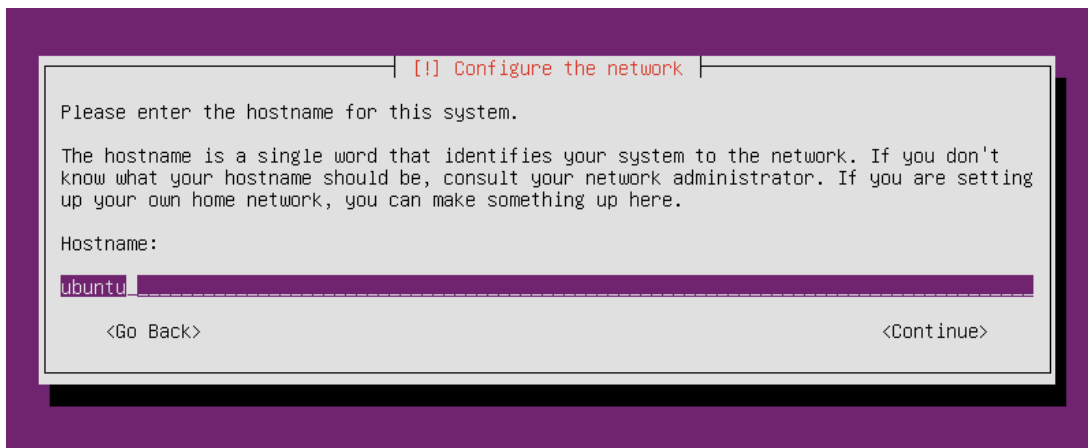 [!] Configure the network
Please enter the hostname for this system.
The hostname is a single word that identifies your system to the network. If you don't
know what your hostname should be, consult your network administrator. If you are setting
up your own home network, you can make something up here.
Hostname:
ubuntu
<Go Back> <Continue>